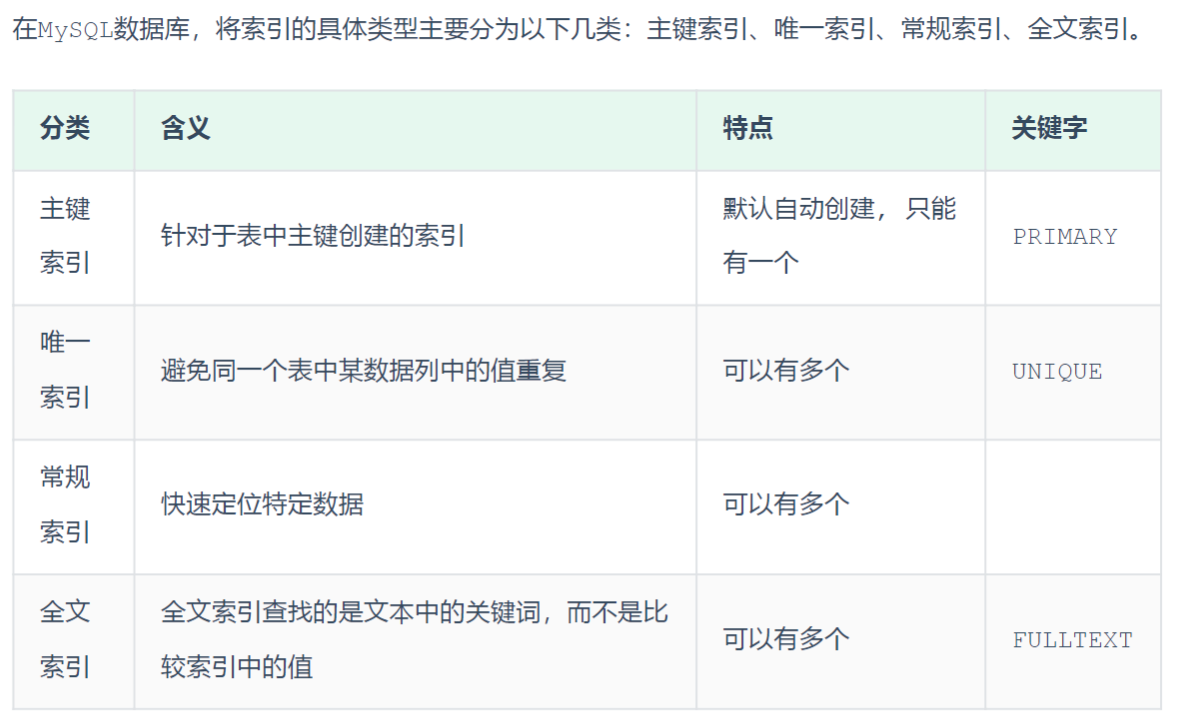 在MySQL数据库，将索引的具体类型主要分为以下几类：主键索引、唯一索引、常规索引、全文索引。
分类 含义 特点 关键字
主键
索引
针对于表中主键创建的索引
默认自动创建， 只能
有一个
PRIMARY
唯一
索引
避免同一个表中某数据列中的值重复
可以有多个
UNIQUE
常规
索引
快速定位特定数据
可以有多个
全文
索引
全文索引查找的是文本中的关键词，而不是比
较索引中的值
可以有多个
FULLTEXT